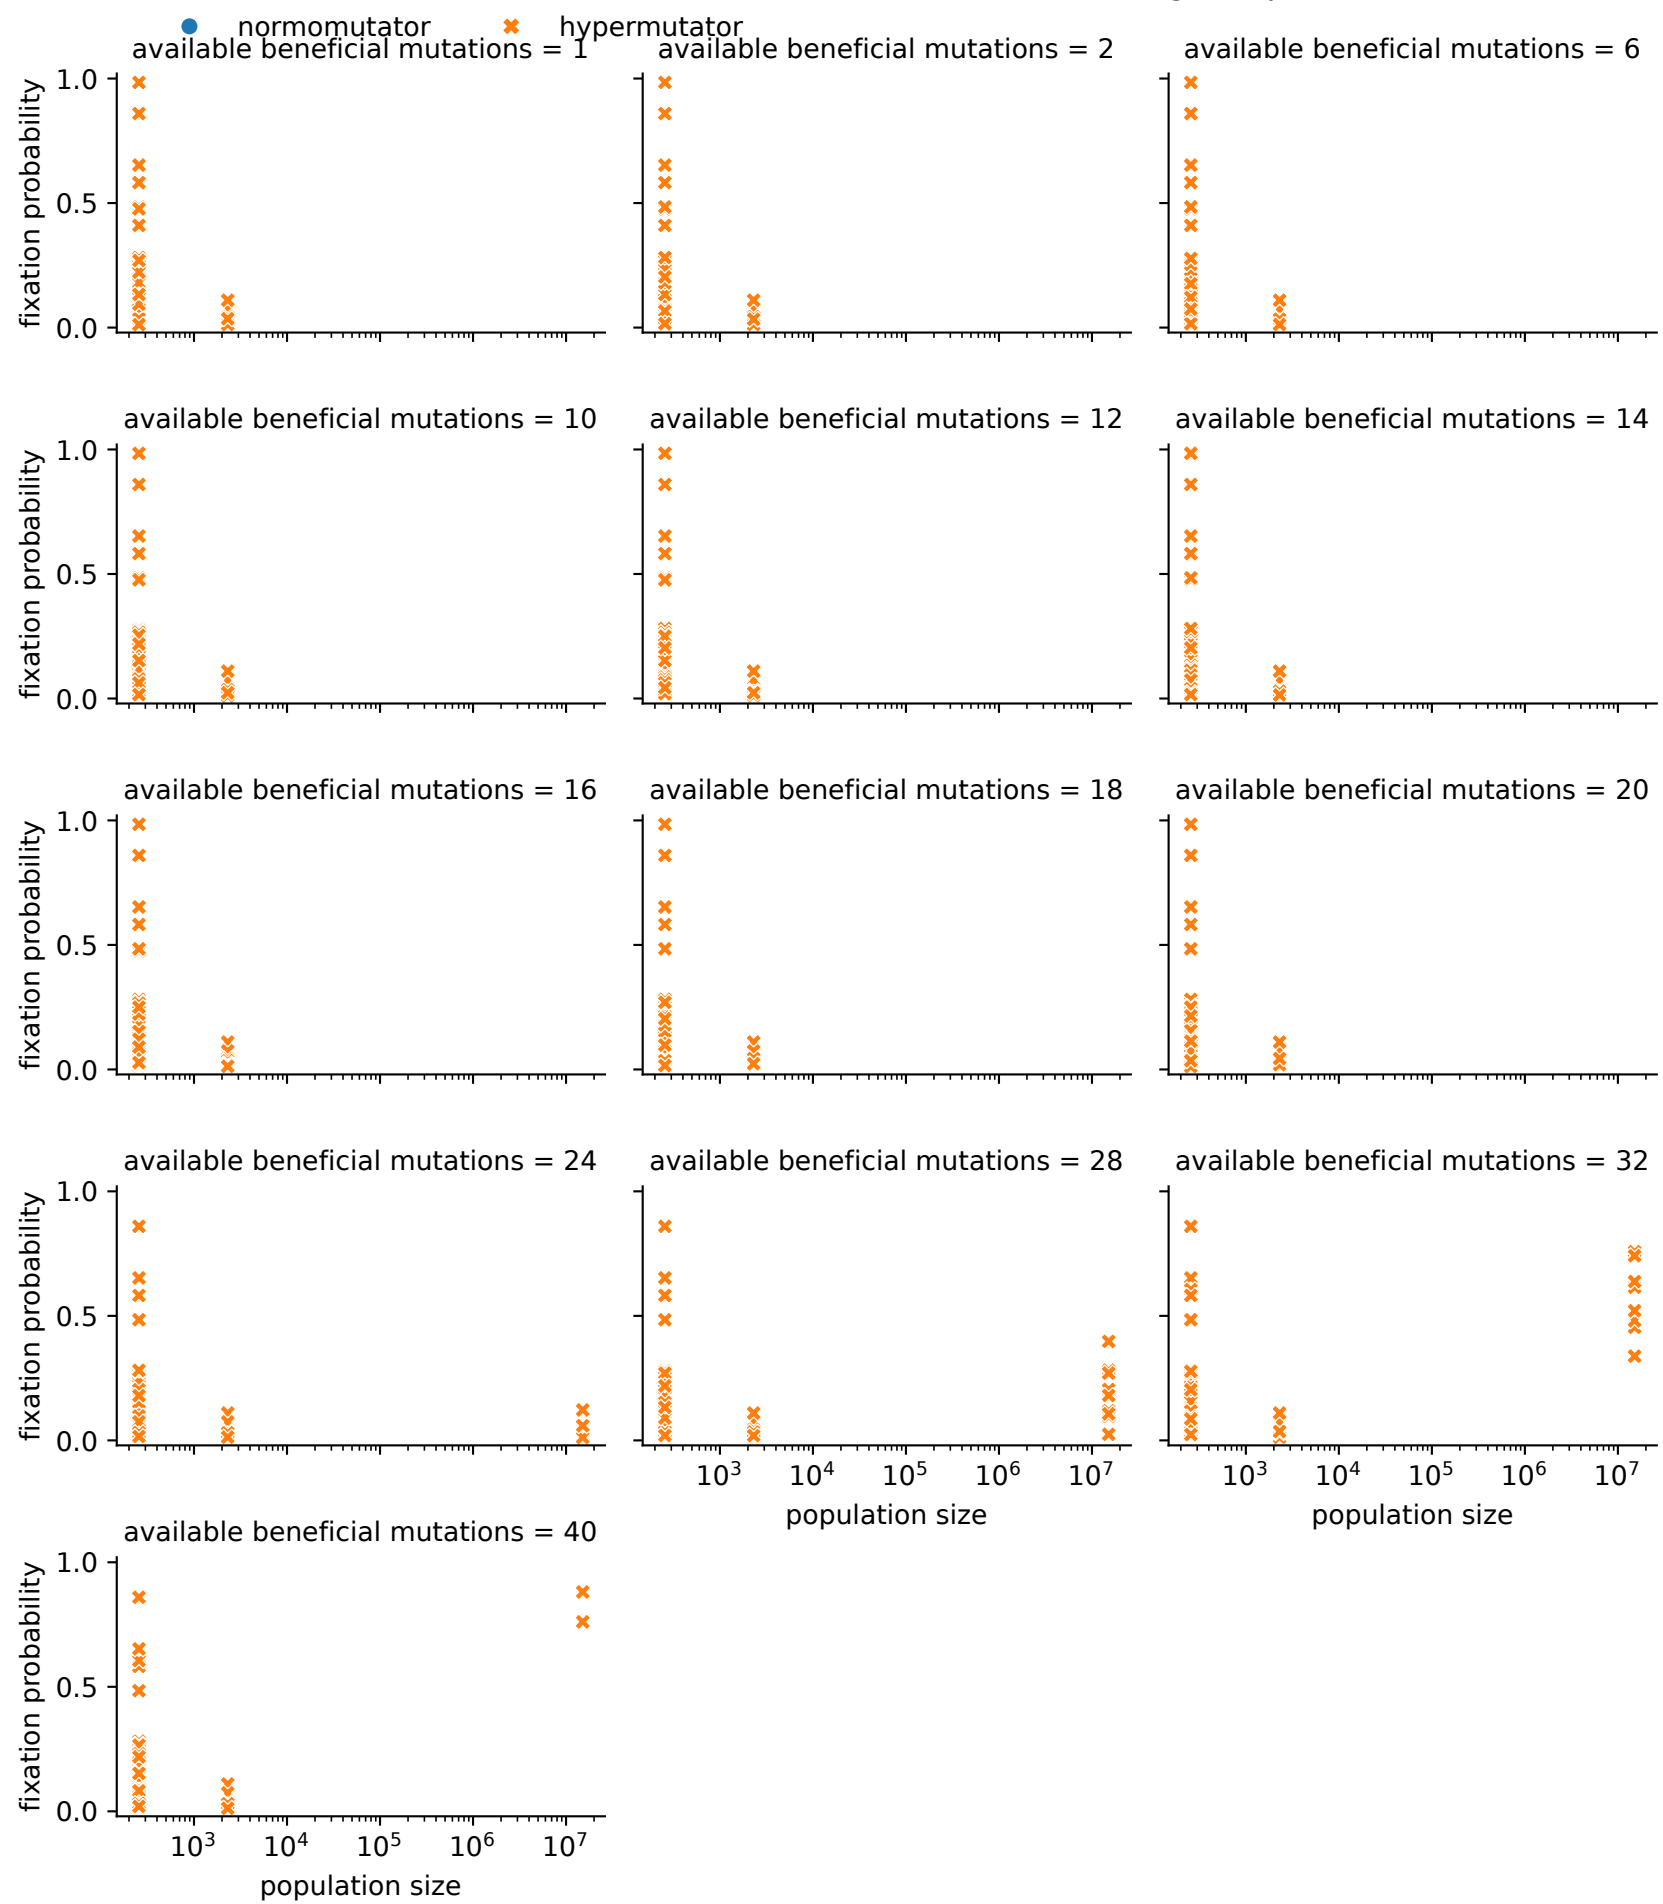 normomutator hypermutator
available beneficial mutations = 1 available beneficial mutations = 2 available beneficial mutations = 6
fixation probability
1.0
0.5
0.0
available beneficial mutations = 10 available beneficial mutations = 12 available beneficial mutations = 14
fixation probability
1.0
0.5
0.0
available beneficial mutations = 16 available beneficial mutations = 18 available beneficial mutations = 20
fixation probability
1.0
0.5
0.0
available beneficial mutations = 24 available beneficial mutations = 28 available beneficial mutations = 32
fixation probability
1.0
0.5
0.0
10³ 10⁴ 10⁵ 10⁶ 10⁷ 10³ 10⁴ 10⁵ 10⁶ 10⁷
population size population size
available beneficial mutations = 40
fixation probability
1.0
0.5
0.0
10³ 10⁴ 10⁵ 10⁶ 10⁷
population size